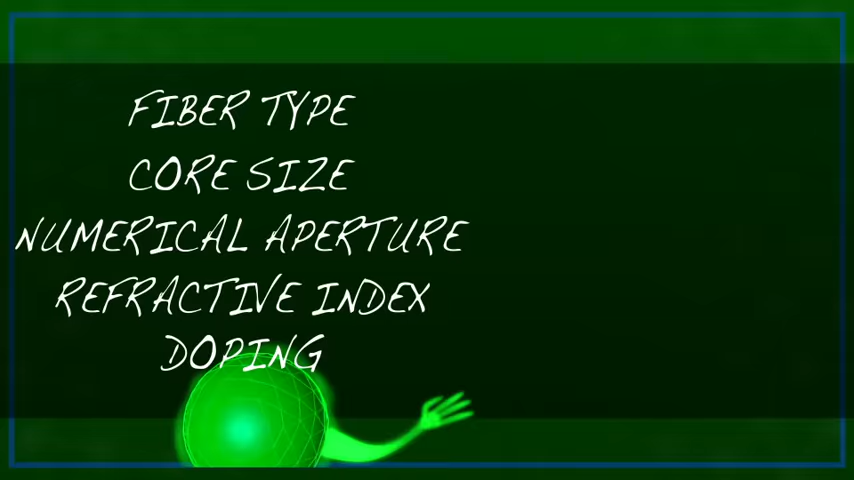 FIBER TYPE
CORE SIZE
NUMERICAL APERTURE
REFRACTIVE INDEX
DOPING